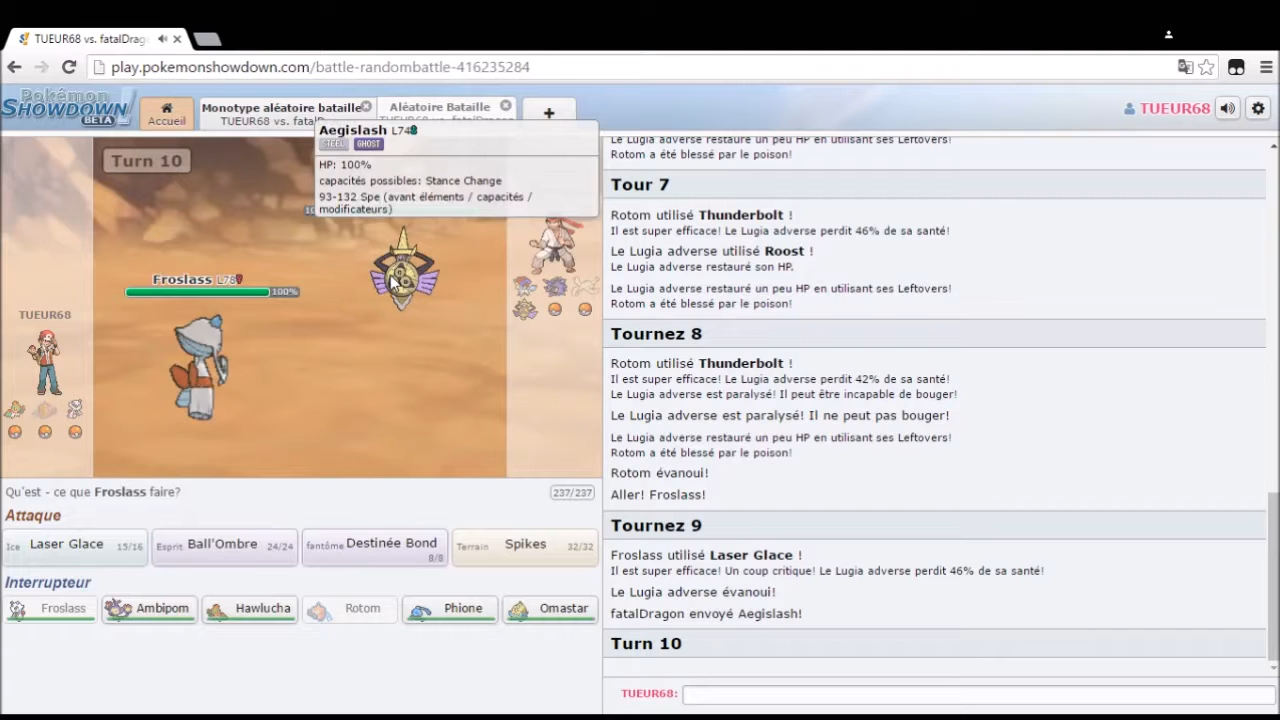 TUEUR68 vs. fatalDrag
play.pokemonshowdown.com/battle-randombattle-416235284
Pokémon
SHOWDOWN
BETA
Accueil
Monotype aléatoire bataille
TUEUR68 vs. fatalD
Aléatoire Bataille
TUEUR68
Turn 10
Aegislash L74
STEEL GHOST
HP: 100%
capacités possibles: Stance Change
93-132 Spe (avant éléments / capacités /
modificateurs)
Froslass L78
100%
TUEUR68
Qu'est - ce que Froslass faire?
237/237
Attaque
Ice Laser Glace 15/16
Esprit Ball'Ombre 24/24
fantôme Destinée Bond 8/8
Terrain Spikes 32/32
Interrupteur
Froslass
Ambipom
Hawlucha
Rotom
Phione
Omastar
Le Lugia adverse restauré un peu HP en utilisant ses Leftovers!
Rotom a été blessé par le poison!
Tour 7
Rotom utilisé Thunderbolt !
Il est super efficace! Le Lugia adverse perdit 46% de sa santé!
Le Lugia adverse utilisé Roost !
Le Lugia adverse restauré son HP.
Le Lugia adverse restauré un peu HP en utilisant ses Leftovers!
Rotom a été blessé par le poison!
Tournez 8
Rotom utilisé Thunderbolt !
Il est super efficace! Le Lugia adverse perdit 42% de sa santé!
Le Lugia adverse est paralysé! Il peut être incapable de bouger!
Le Lugia adverse est paralysé! Il ne peut pas bouger!
Le Lugia adverse restauré un peu HP en utilisant ses Leftovers!
Rotom a été blessé par le poison!
Rotom évanoui!
Aller! Froslass!
Tournez 9
Froslass utilisé Laser Glace !
Il est super efficace! Un coup critique! Le Lugia adverse perdit 46% de sa santé!
Le Lugia adverse évanoui!
fatalDragon envoyé Aegislash!
Turn 10
TUEUR68: